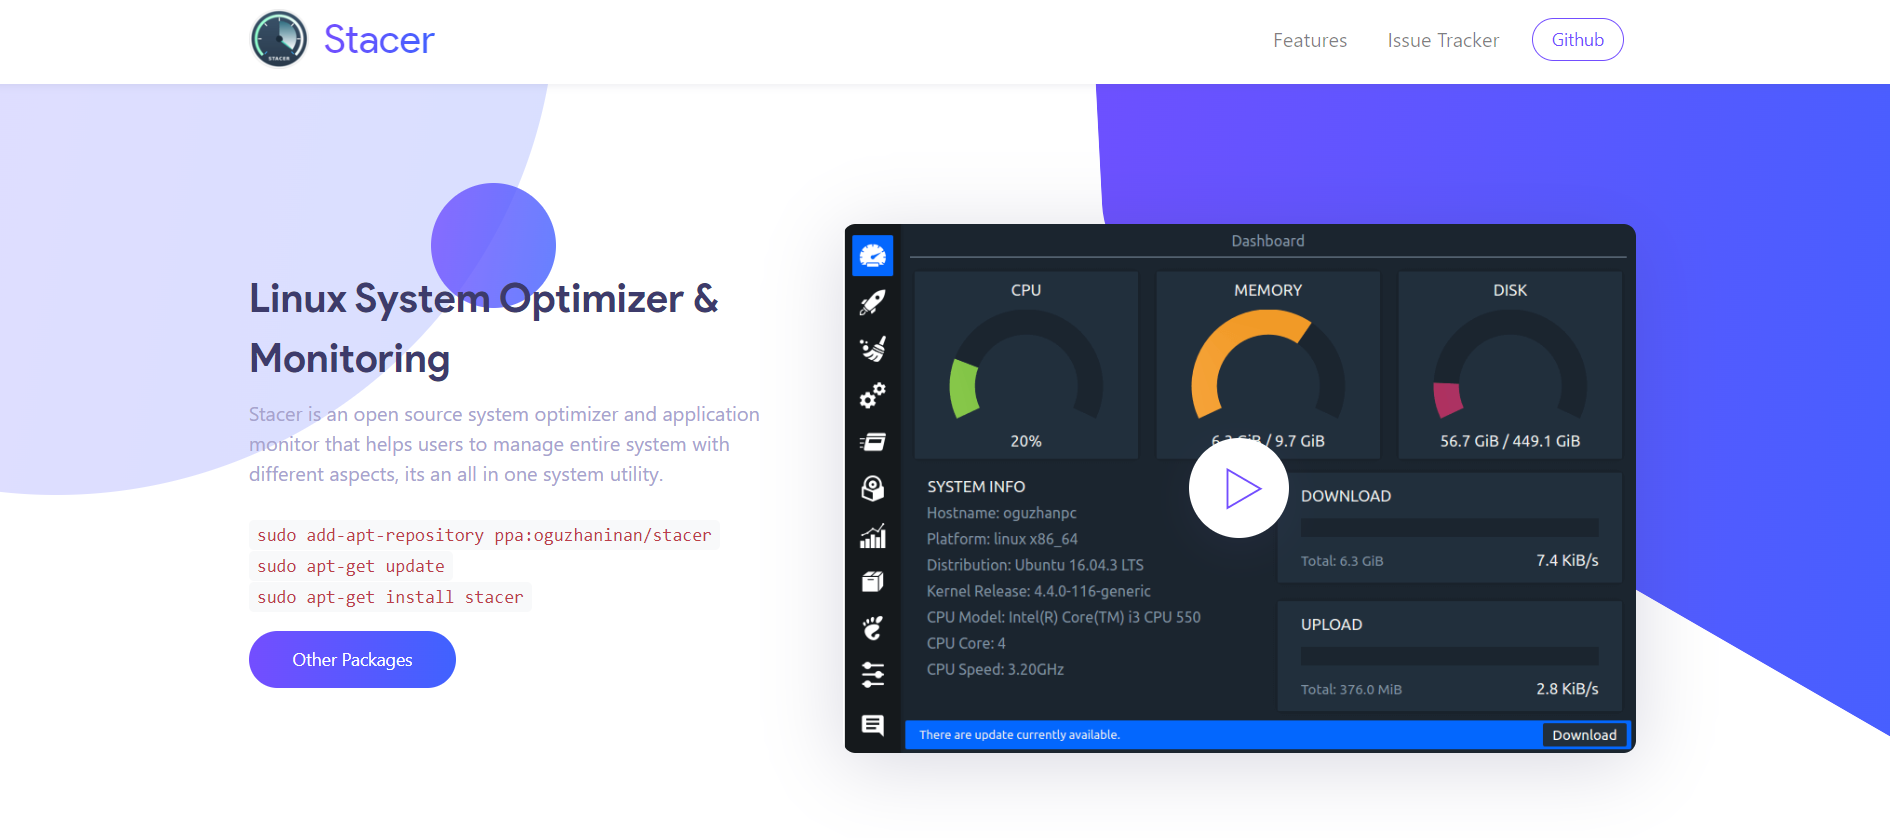 STACER
Stacer
Features
Issue Tracker
Github
Linux System Optimizer &
Monitoring
Stacer is an open source system optimizer and application
monitor that helps users to manage entire system with
different aspects, its an all in one system utility.
sudo add-apt-repository ppa:oguzhaninan/stacer
sudo apt-get update
sudo apt-get install stacer
Other Packages
Dashboard
CPU
20%
MEMORY
/ 9.7 GiB
DISK
56.7 GiB / 449.1 GiB
SYSTEM INFO
Hostname: oguzhanpc
Platform: linux x86_64
Distribution: Ubuntu 16.04.3 LTS
Kernel Release: 4.4.0-116-generic
CPU Model: Intel(R) Core(TM) i3 CPU 550
CPU Core: 4
CPU Speed: 3.20GHz
DOWNLOAD
Total: 6.3 GiB
7.4 KiB/s
UPLOAD
Total: 376.0 MiB
2.8 KiB/s
There are update currently available.
Download